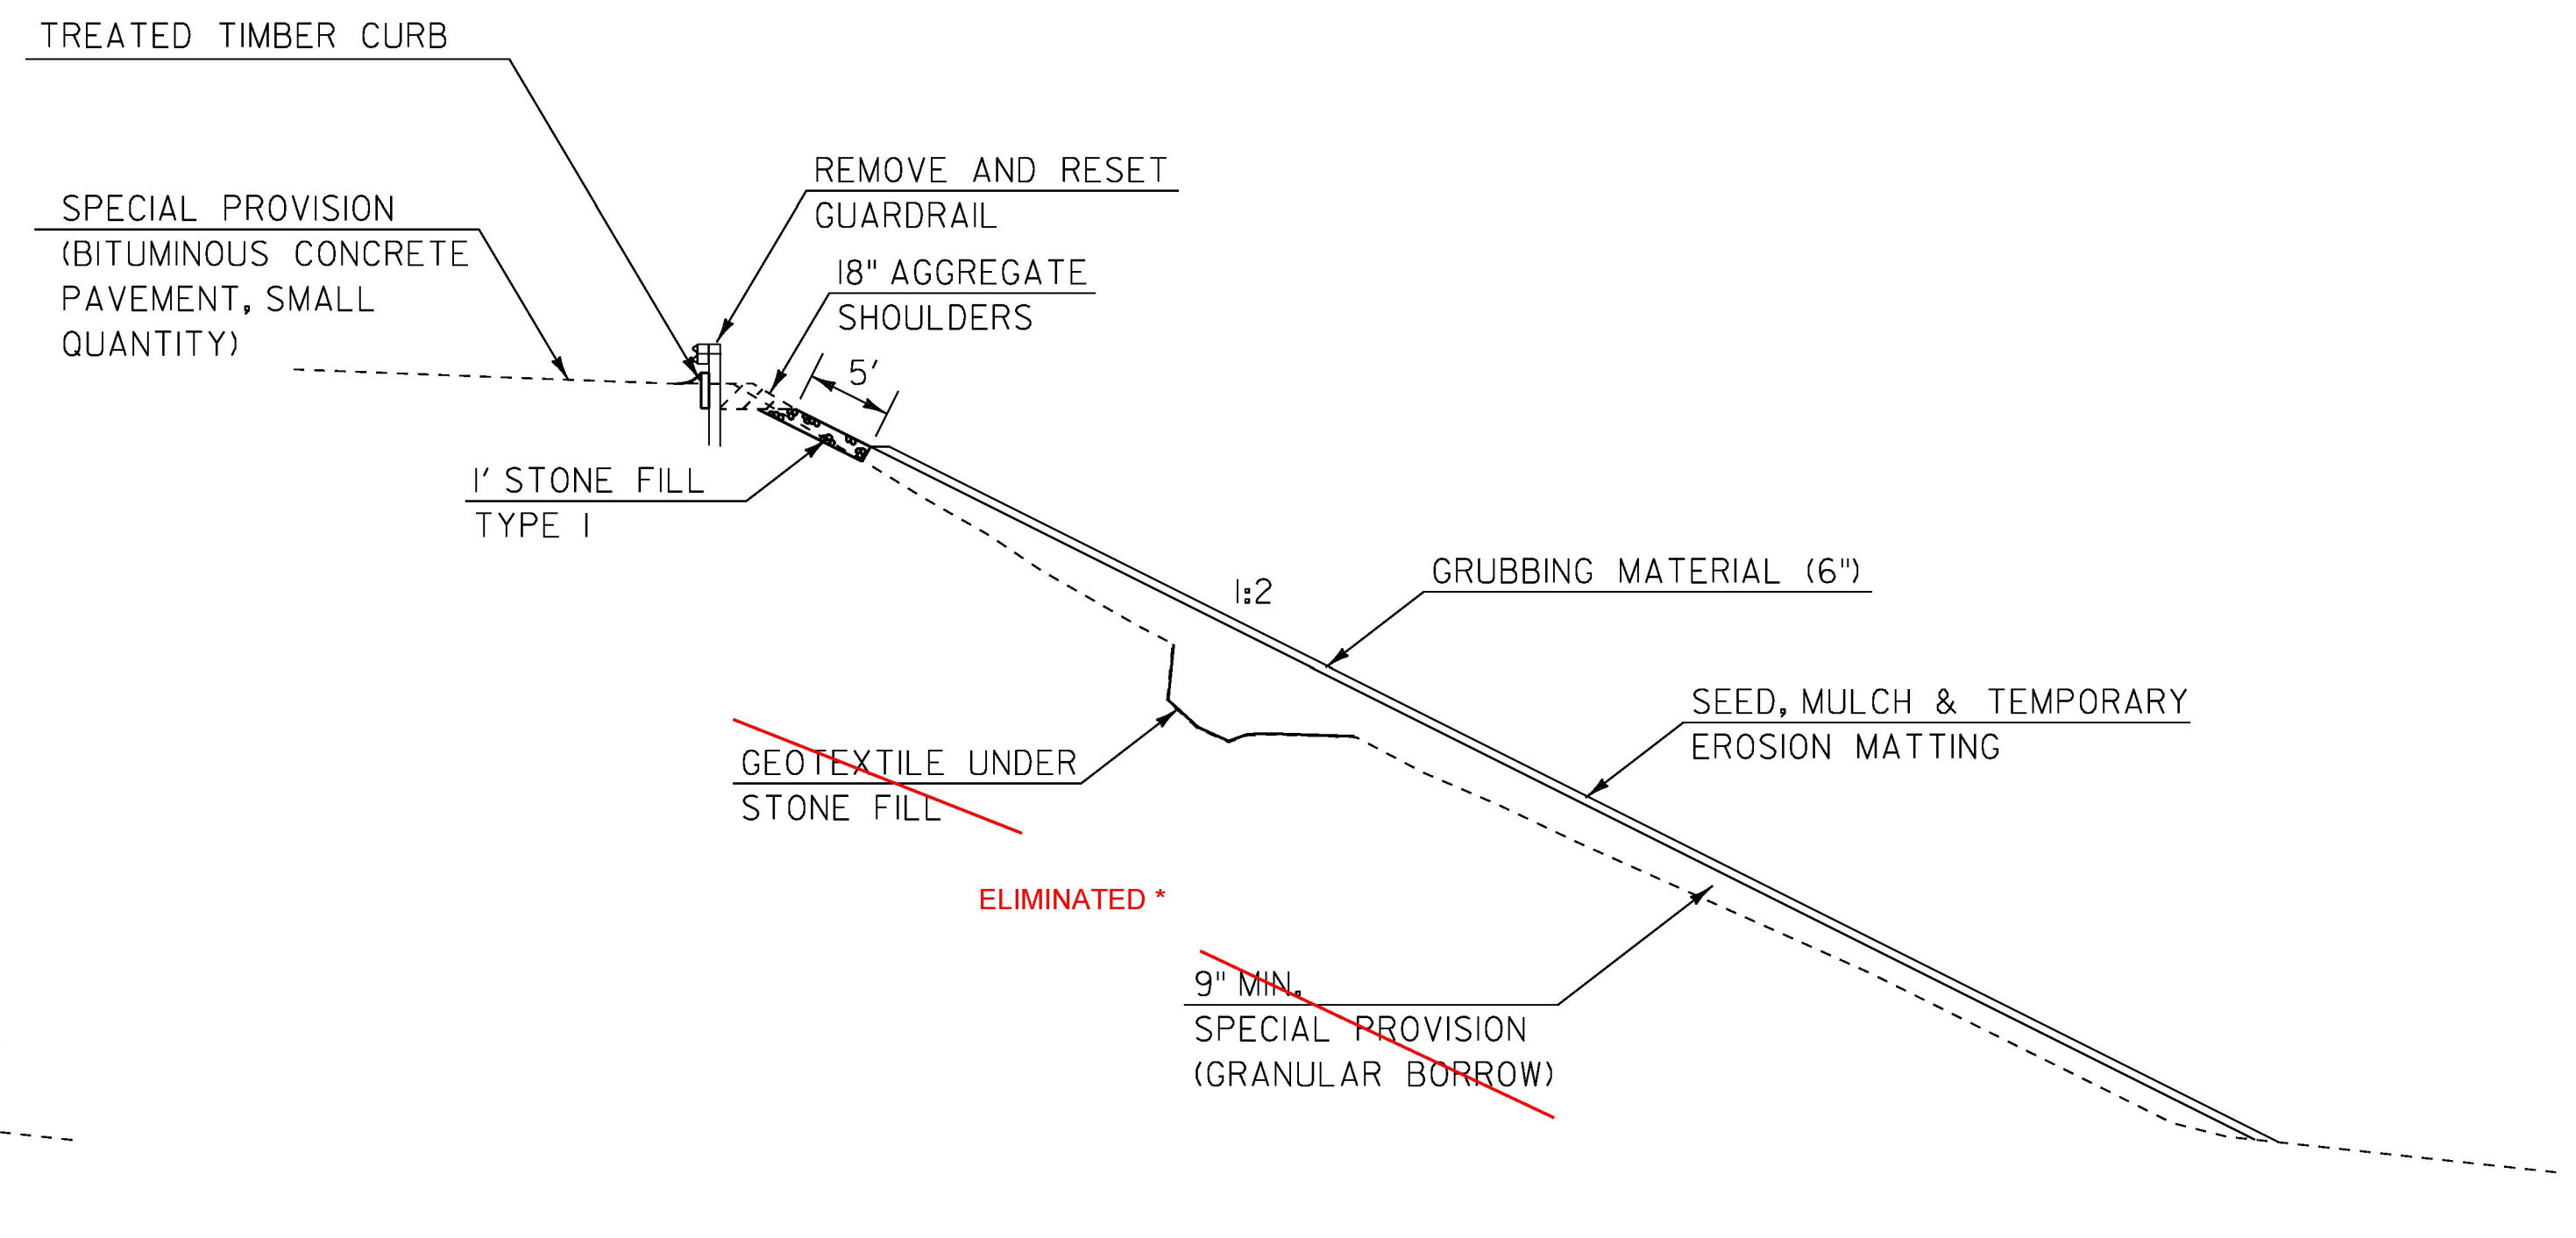 TREATED TIMBER CURB
SPECIAL PROVISION
(BITUMINOUS CONCRETE
PAVEMENT, SMALL
QUANTITY)
REMOVE AND RESET
GUARDRAIL
18" AGGREGATE
SHOULDERS
5'
1' STONE FILL
TYPE I
1:2
GRUBBING MATERIAL (6")
SEED, MULCH & TEMPORARY
EROSION MATTING
GEOTEXTILE UNDER
STONE FILL
ELIMINATED *
9" MIN.
SPECIAL PROVISION
(GRANULAR BORROW)